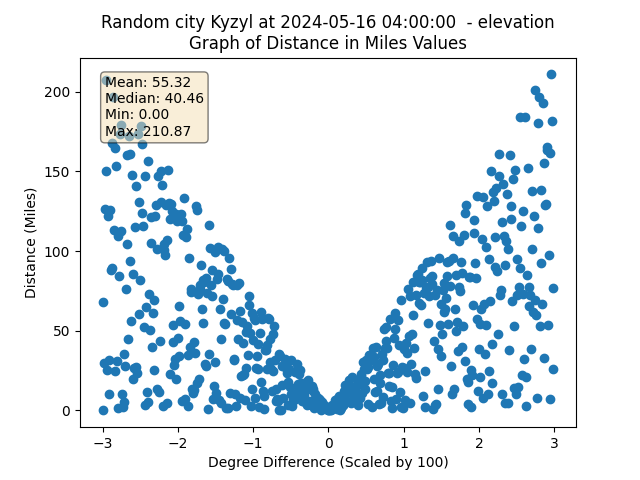 Random city Kyzyl at 2024-05-16 04:00:00  - elevation
Graph of Distance in Miles Values
Mean: 55.32
Median: 40.46
Min: 0.00
Max: 210.87
Distance (Miles)
200
150
100
50
0
−3 −2 −1 0 1 2 3
Degree Difference (Scaled by 100)